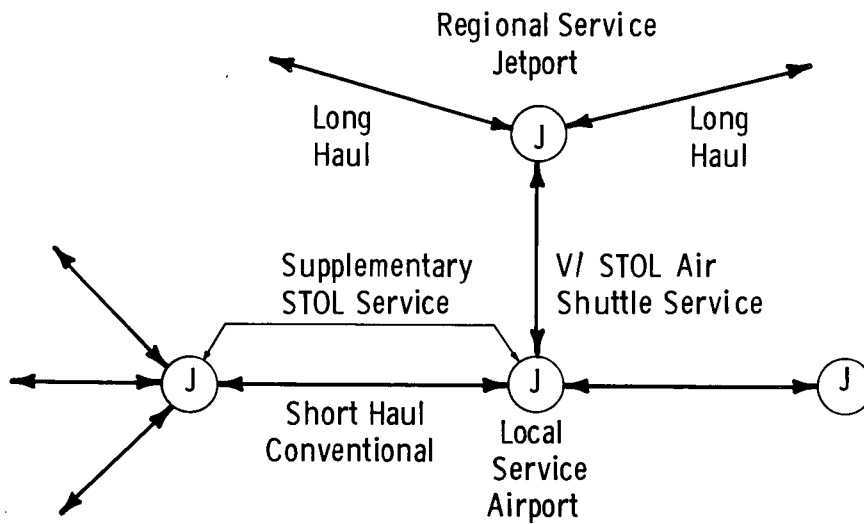 Regional Service
Jetport
Long
Haul
J
Long
Haul
Supplementary
STOL Service
V/ STOL Air
Shuttle Service
J
J
J
Short Haul
Conventional
Local
Service
Airport